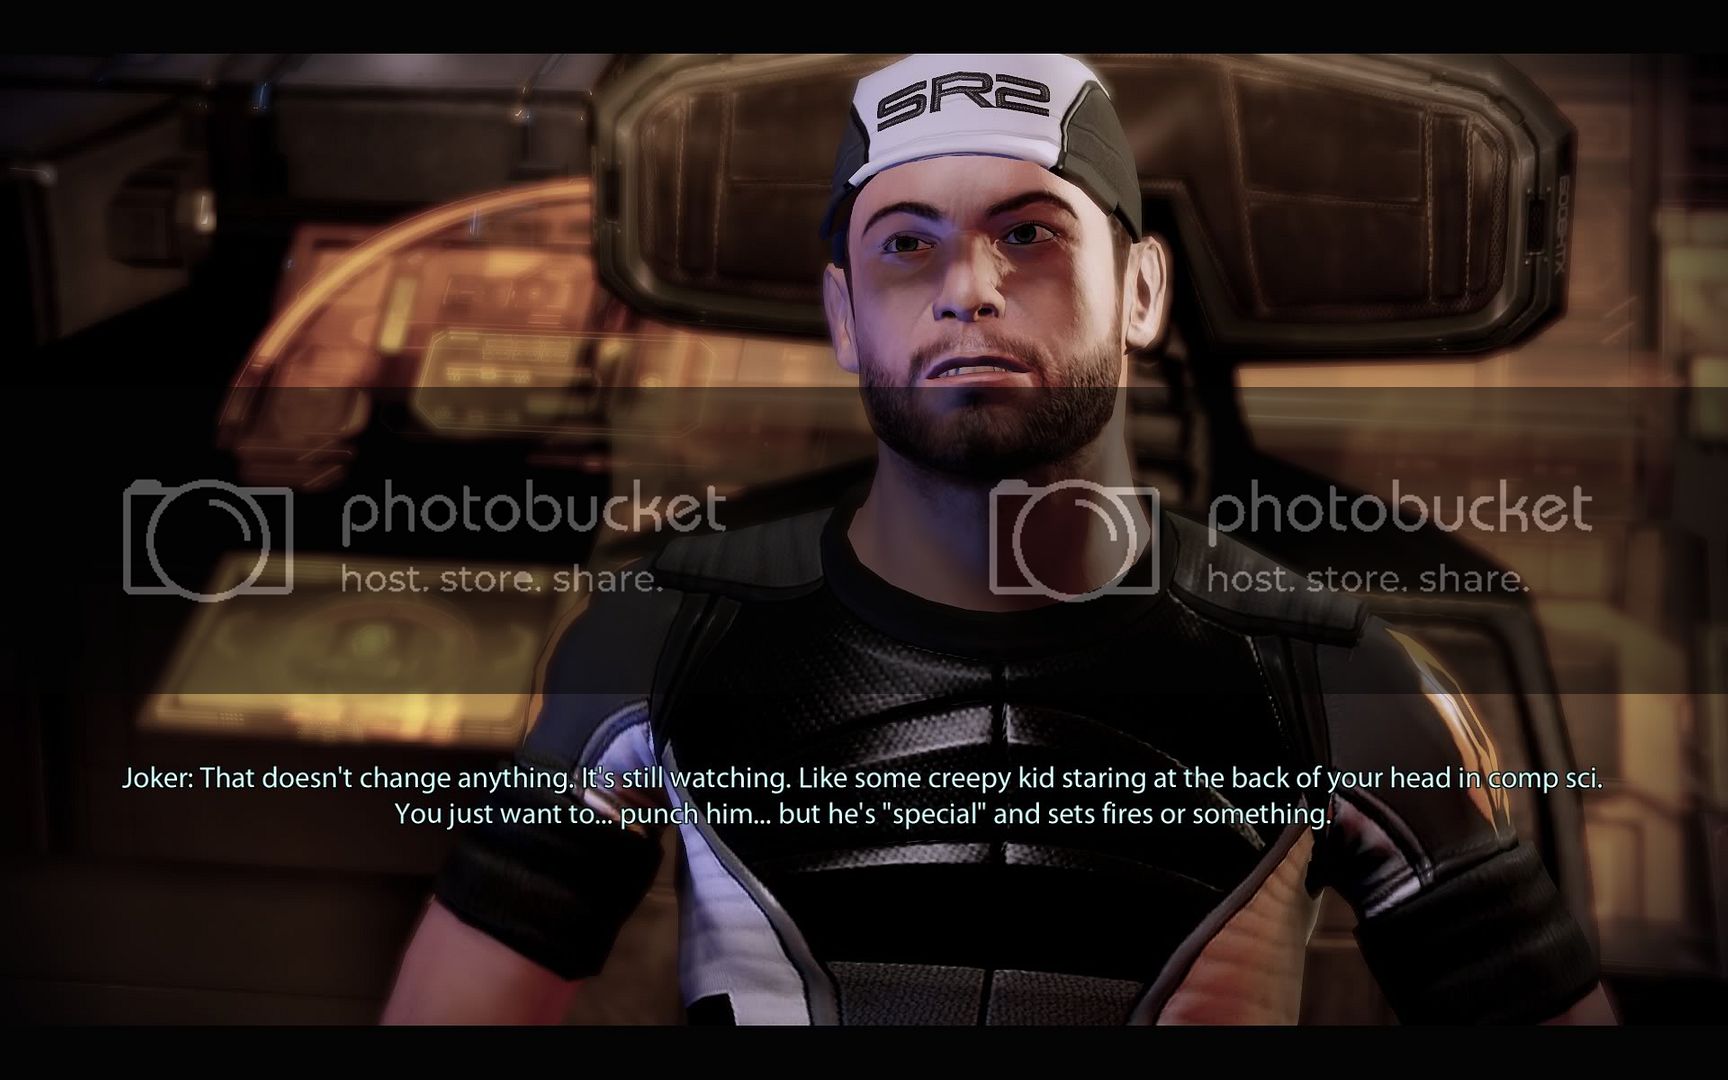 SR2
photobucket photobucket
host. store. share. host. store. share.
Joker: That doesn't change anything. It's still watching. Like some creepy kid staring at the back of your head in comp sci.
You just want to... punch him... but he's "special" and sets fires or something.